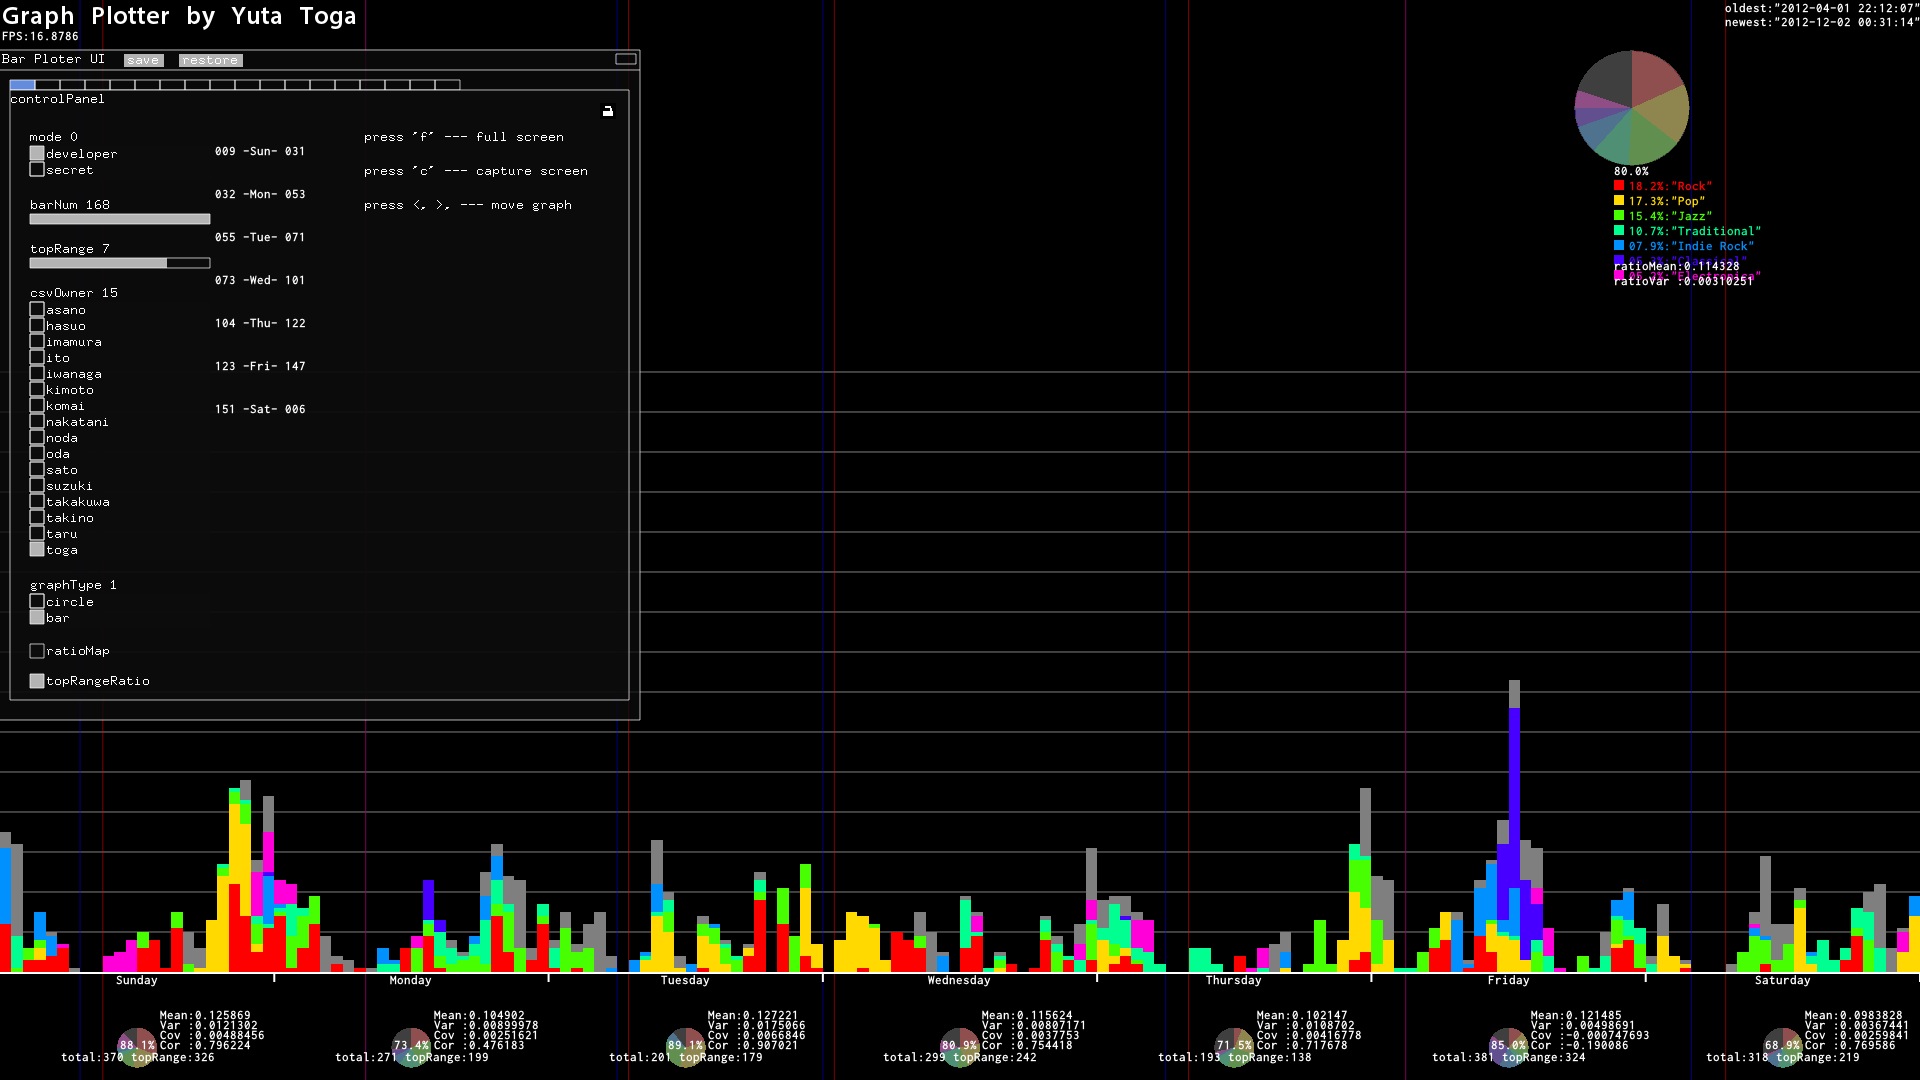 Graph Plotter by Yuta Toga
FPS:16.8786
oldest:"2012-04-01 22:12:07"
newest:"2012-12-02 00:31:14"
Bar Ploter UI save restore
controlPanel
mode 0
developer
secret
barNum 168
topRange 7
csvOwner 15
asano
hasuo
imamura
ito
iwanaga
kimoto
komai
nakatani
noda
oda
sato
suzuki
takakuwa
takino
taru
toga
graphType 1
circle
bar
ratioMap
topRangeRatio
009 -Sun- 031
032 -Mon- 053
055 -Tue- 071
073 -Wed- 101
104 -Thu- 122
123 -Fri- 147
151 -Sat- 006
press 'f' --- full screen
press 'c' --- capture screen
press <, >, --- move graph
80.0%
18.2%:"Rock"
17.3%:"Pop"
15.4%:"Jazz"
10.7%:"Traditional"
07.9%:"Indie Rock"
"Classical"
ratioMean:0.114328
"Electronica"
ratioVar :0.00310251
Sunday
Monday
Tuesday
Wednesday
Thursday
Friday
Saturday
Mean:0.125869
Var :0.0121302
Cov :0.00488456
Cor :0.796224
88.1%
total:370 topRange:326
Mean:0.104902
Var :0.00899978
Cov :0.00251621
Cor :0.476183
73.4%
total:271 topRange:199
Mean:0.127221
Var :0.0175066
Cov :0.0066846
Cor :0.907021
89.1%
total:201 topRange:179
Mean:0.115624
Var :0.00807171
Cov :0.0037753
Cor :0.754418
80.9%
total:299 topRange:242
Mean:0.102147
Var :0.0108702
Cov :0.00416778
Cor :0.717678
71.5%
total:193 topRange:138
Mean:0.121485
Var :0.00498691
Cov :-0.000747693
Cor :-0.190086
85.0%
total:381 topRange:324
Mean:0.0983828
Var :0.00367441
Cov :0.00259841
Cor :0.769586
68.9%
total:318 topRange:219